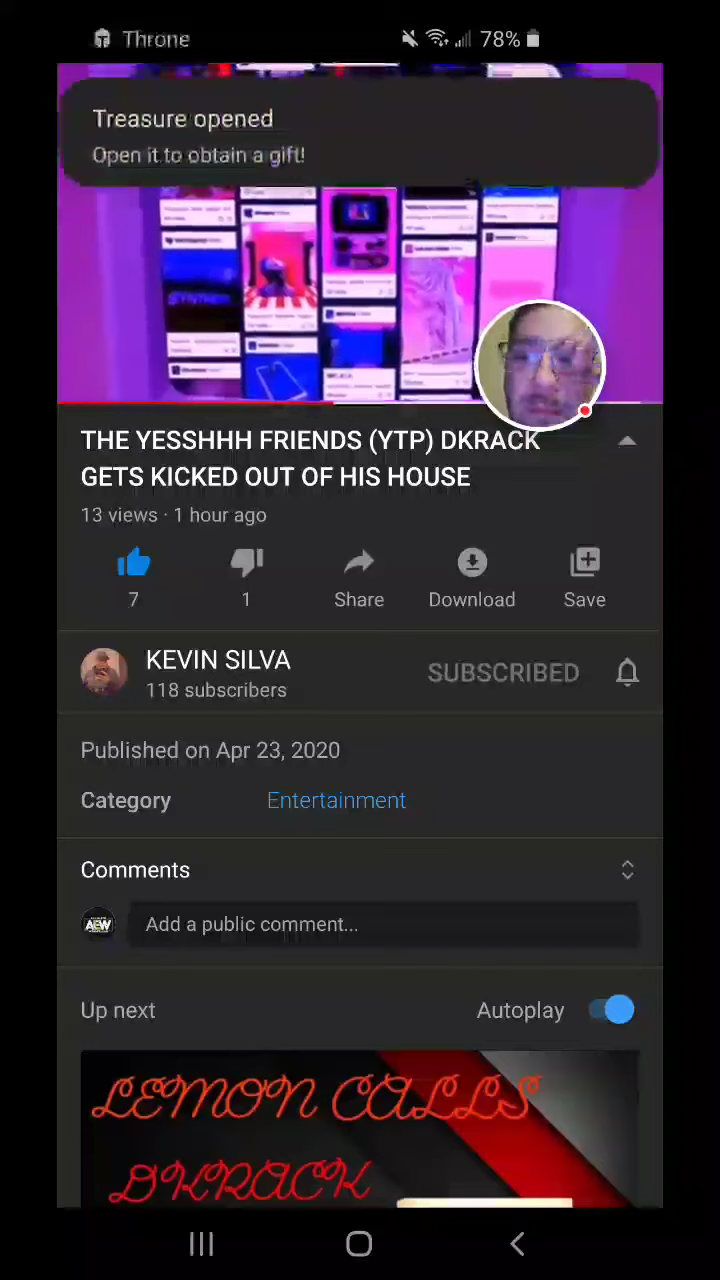 Throne
78%
Treasure opened
Open it to obtain a gift!
THE YESSHHH FRIENDS (YTP) DKRACK
GETS KICKED OUT OF HIS HOUSE
13 views · 1 hour ago
7
1
Share
Download
Save
KEVIN SILVA
118 subscribers
SUBSCRIBED
Published on Apr 23, 2020
Category
Entertainment
Comments
AEW
Add a public comment...
Up next
Autoplay
LEMON CALLS
DKRACK